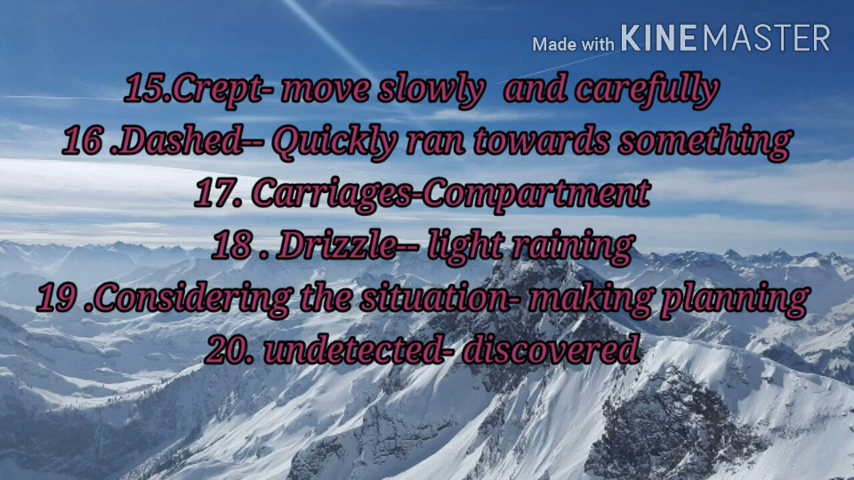 Made with KINEMASTER
15.Crept- move slowly and carefully
16 .Dashed-- Quickly ran towards something
17. Carriages-Compartment
18 . Drizzle-- light raining
19 .Considering the situation- making planning
20. undetected- discovered